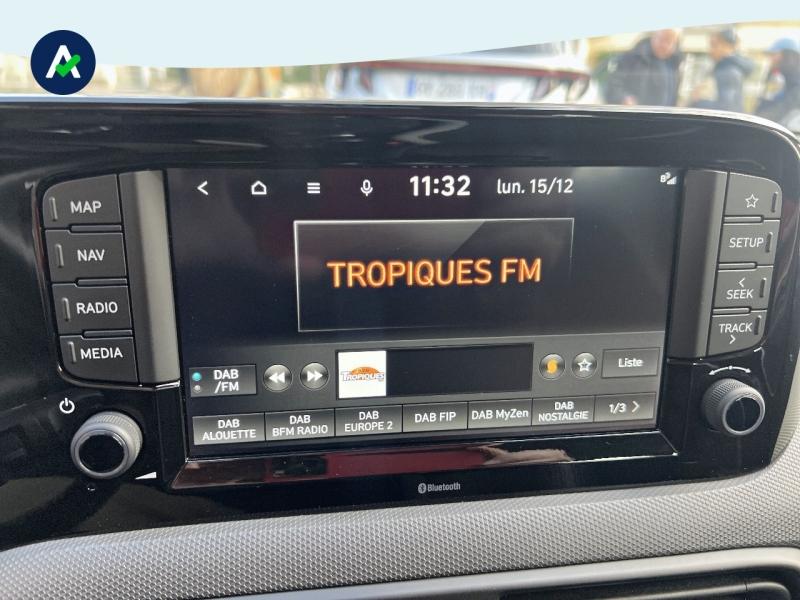 MAP
NAV
RADIO
MEDIA
11:32 lun. 15/12
TROPIQUES FM
DAB
/FM
TROPIQUES
Liste
DAB
ALOUETTE
DAB
BFM RADIO
DAB
EUROPE 2
DAB FIP
DAB MyZen
DAB
NOSTALGIE
1/3 >
SETUP
<
SEEK
TRACK
>
Bluetooth